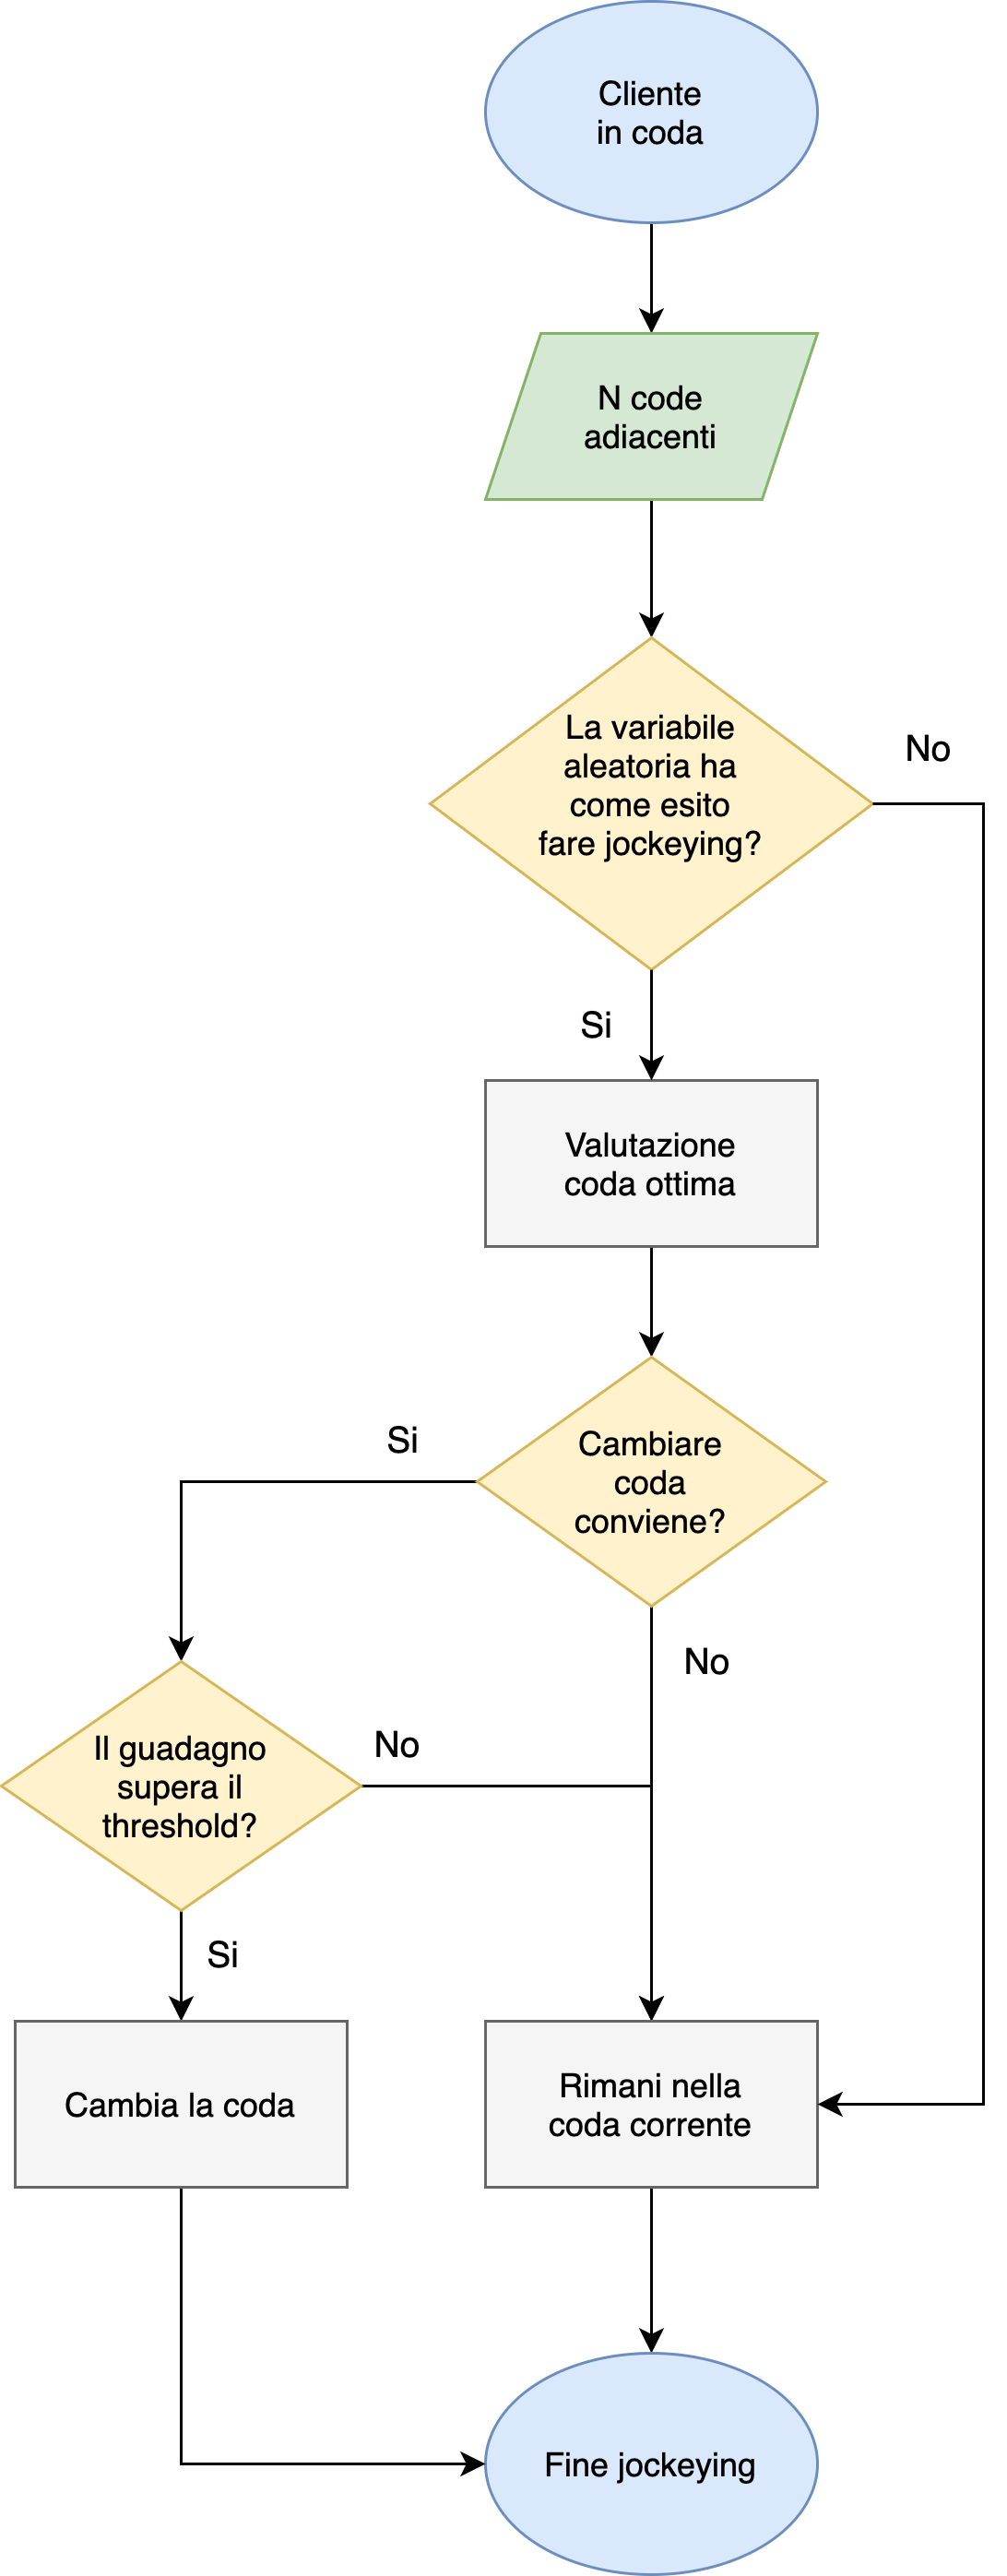 Cliente
in coda
N code
adiacenti
La variabile
aleatoria ha
come esito
fare jockeying?
No
Si
Valutazione
coda ottima
Cambiare
coda
conviene?
Si
No
Il guadagno
supera il
threshold?
No
Si
Cambia la coda
Rimani nella
coda corrente
Fine jockeying